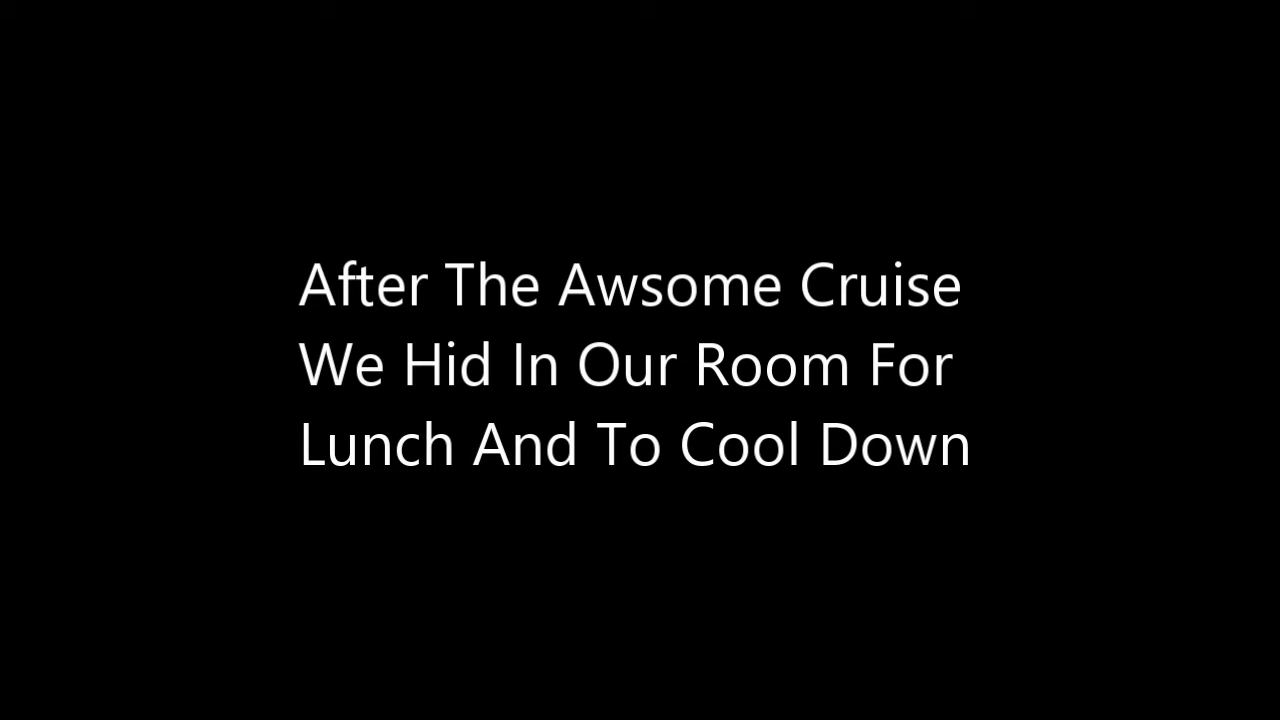 After The Awsome Cruise
We Hid In Our Room For
Lunch And To Cool Down